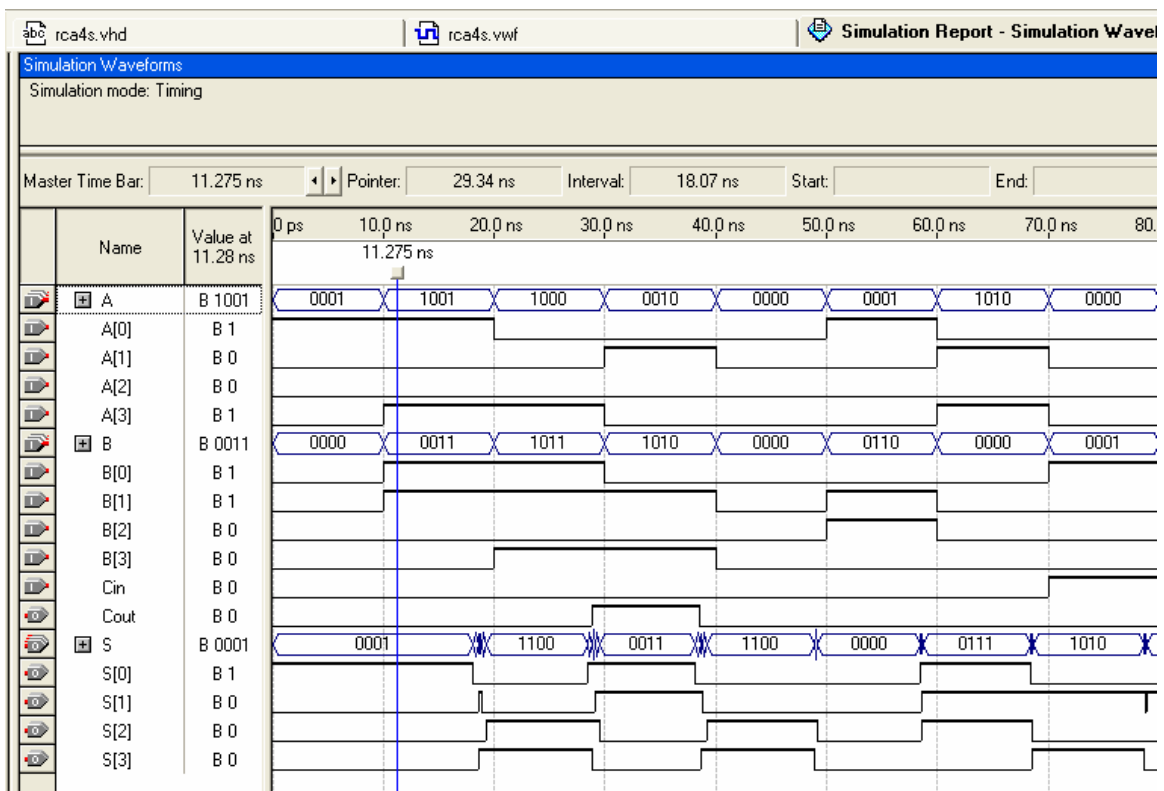 abc rca4s.vhd rca4s.vwf Simulation Report - Simulation Wavef
Simulation Waveforms
Simulation mode: Timing
Master Time Bar: 11.275 ns Pointer: 29.34 ns Interval: 18.07 ns Start: End:
Name Value at 11.28 ns 0 ps 10.0 ns 20.0 ns 30.0 ns 40.0 ns 50.0 ns 60.0 ns 70.0 ns 80.
11.275 ns
A B 1001 0001 1001 1000 0010 0000 0001 1010 0000
A[0] B 1
A[1] B 0
A[2] B 0
A[3] B 1
B B 0011 0000 0011 1011 1010 0000 0110 0000 0001
B[0] B 1
B[1] B 1
B[2] B 0
B[3] B 0
Cin B 0
Cout B 0
S B 0001 0001 1100 0011 1100 0000 0111 1010
S[0] B 1
S[1] B 0
S[2] B 0
S[3] B 0